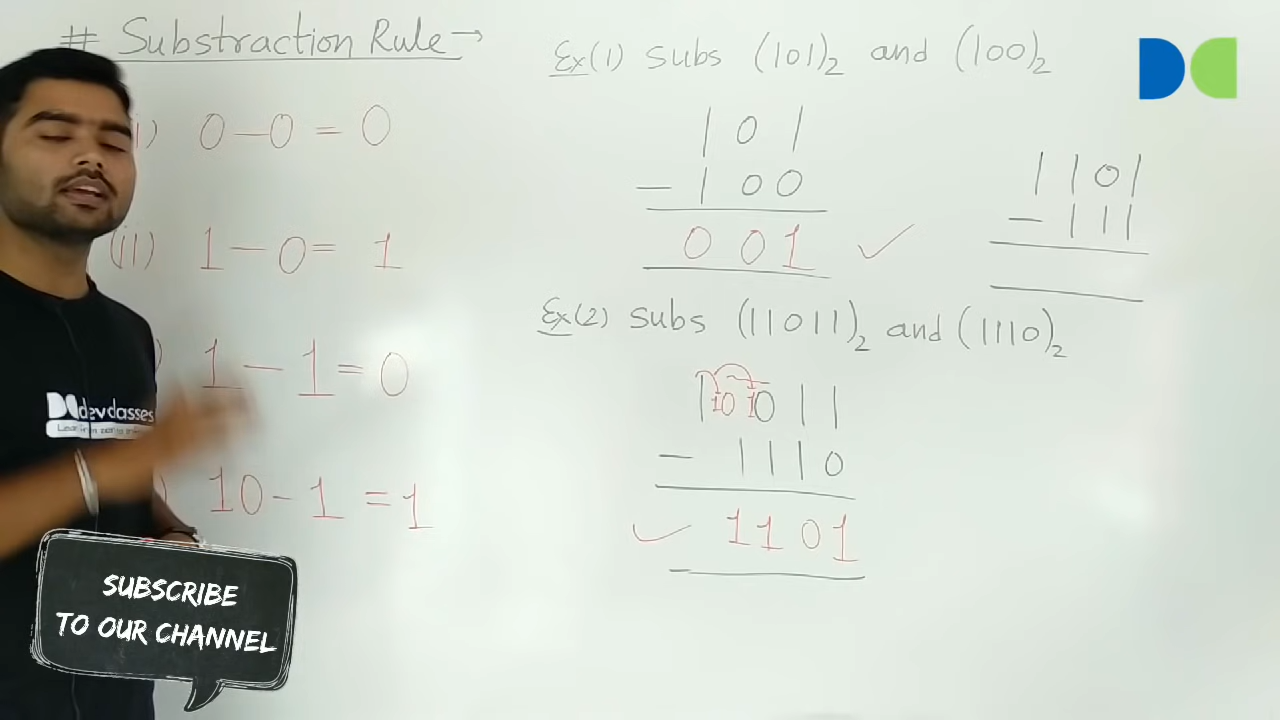 # Substraction Rule →
i) 0 – 0 = 0
(ii) 1 – 0 = 1
) 1 – 1 = 0
) 10 – 1 = 1
Ex(1) subs (101)₂ and (100)₂
1 0 1
– 1 0 0
0 0 1 ✓
1 1 0 1
– 1 1 1
Ex(2) subs (11011)₂ and (1110)₂
1 10 10 1 1
– 1 1 1 0
✓ 1 1 0 1
devclasses
SUBSCRIBE
TO OUR CHANNEL